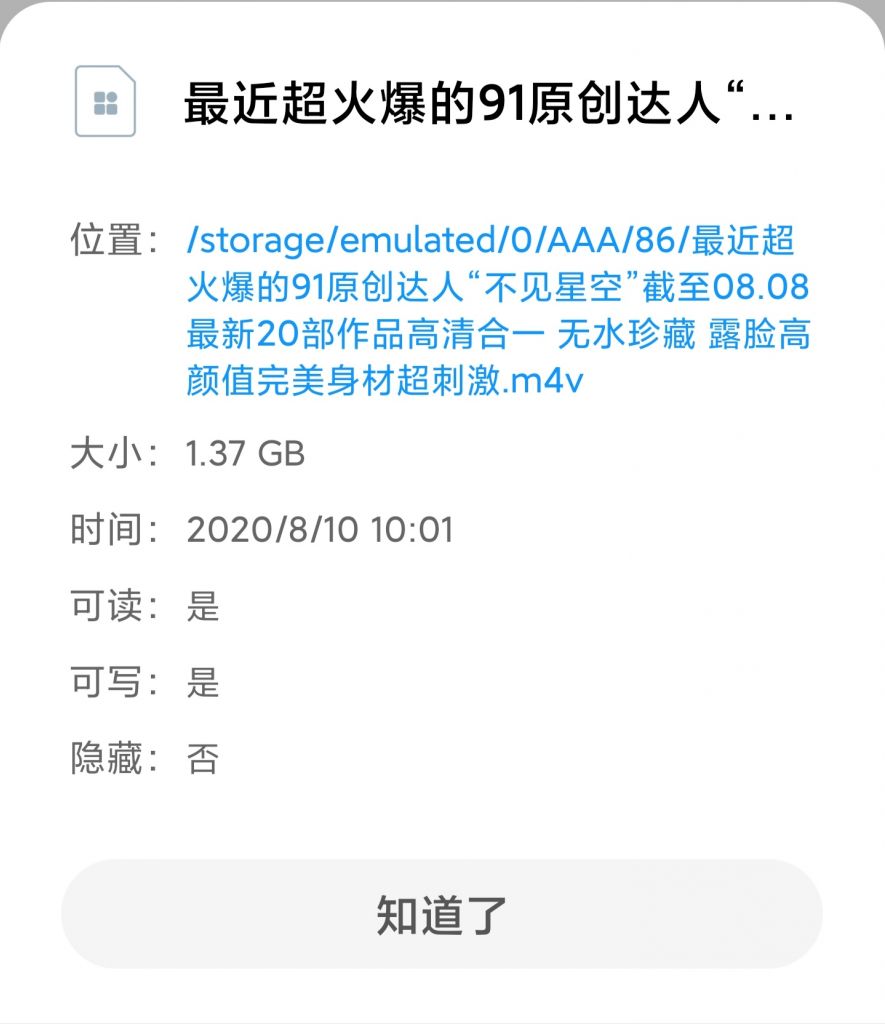 最近超火爆的91原创达人“...
位置： /storage/emulated/0/AAA/86/最近超
火爆的91原创达人“不见星空”截至08.08
最新20部作品高清合一 无水珍藏 露脸高
颜值完美身材超刺激.m4v
大小： 1.37 GB
时间： 2020/8/10 10:01
可读： 是
可写： 是
隐藏： 否
知道了